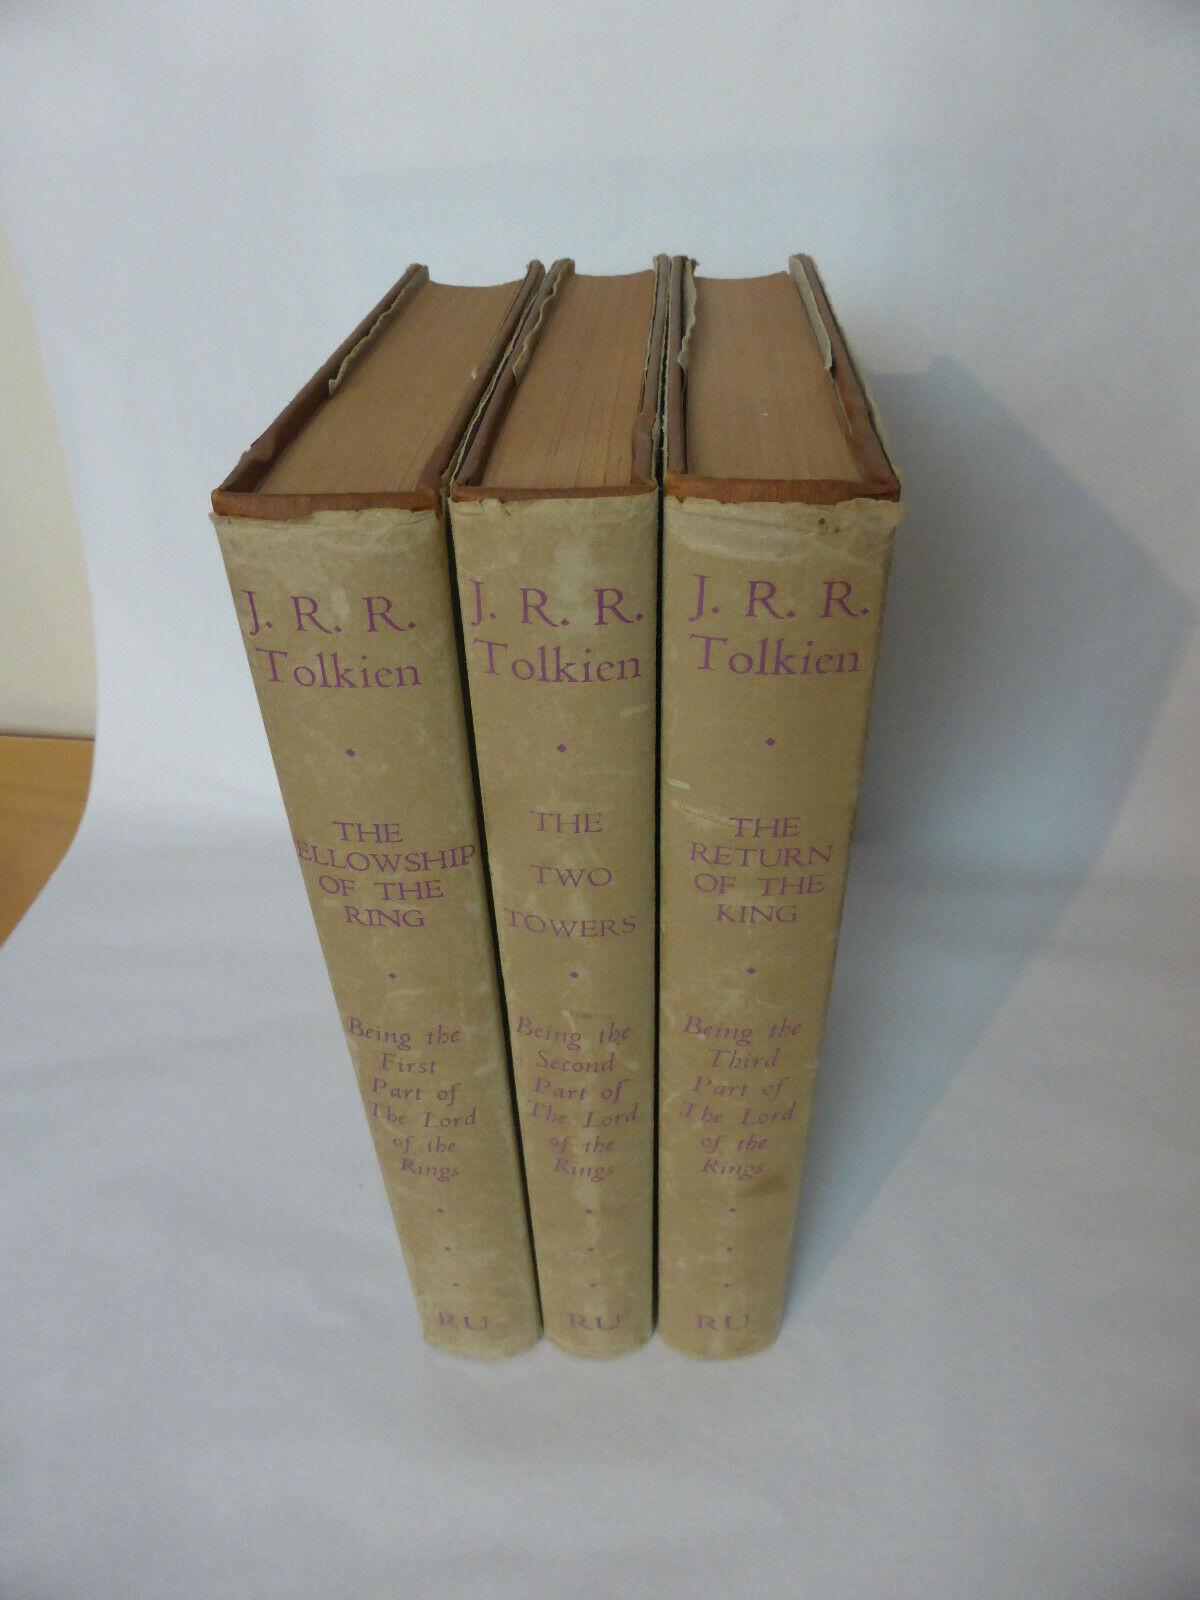 J. R. R.
Tolkien
THE
ELLOWSHIP
OF THE
RING
Being the
First
Part of
The Lord
of the
Rings
RU
J. R. R.
Tolkien
THE
TWO
TOWERS
Being the
Second
Part of
The Lord
of the
Rings
RU
J. R. R.
Tolkien
THE
RETURN
OF THE
KING
Being the
Third
Part of
The Lord
of the
Rings
RU